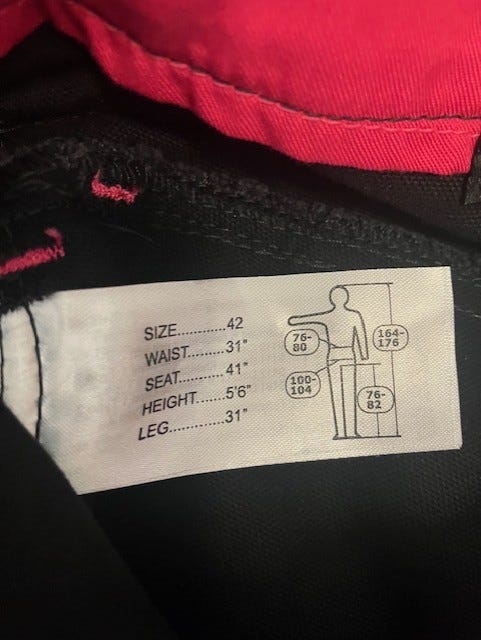 SIZE...........42
WAIST..........31"
SEAT...........41"
HEIGHT......5'6"
LEG.............31"
76-
80
164-
176
100-
104
76-
82